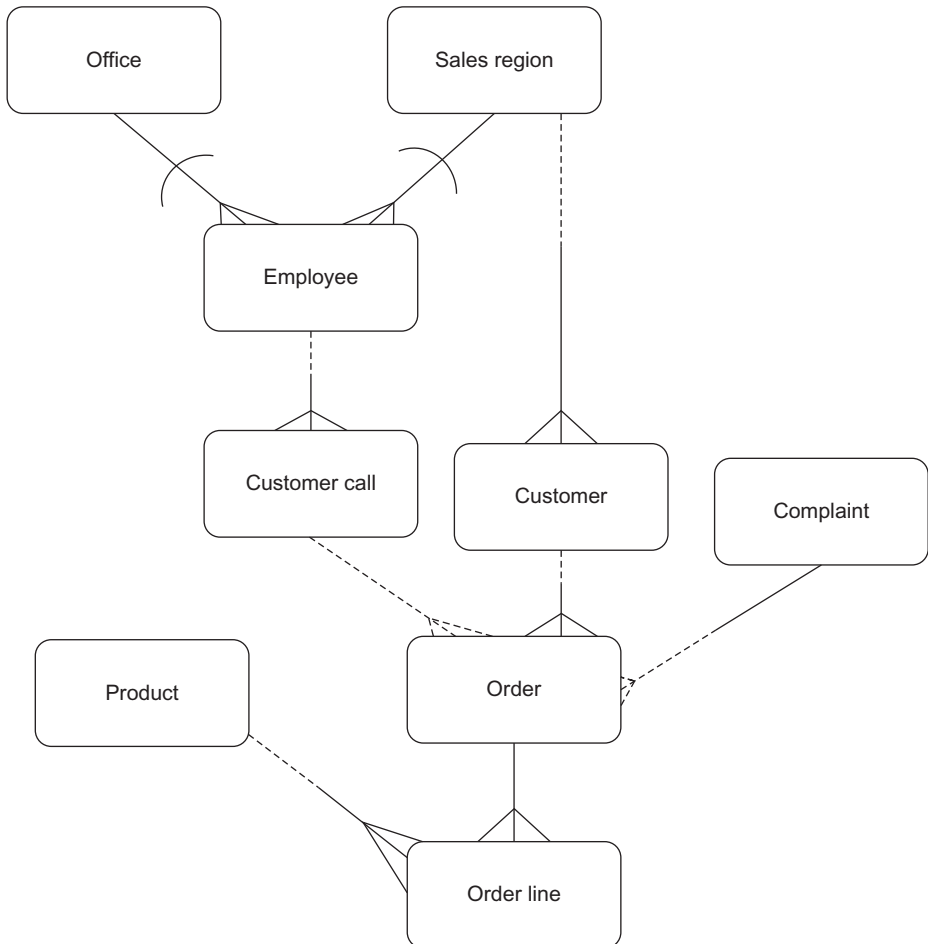 Office
Sales region
Employee
Customer call
Customer
Complaint
Product
Order
Order line